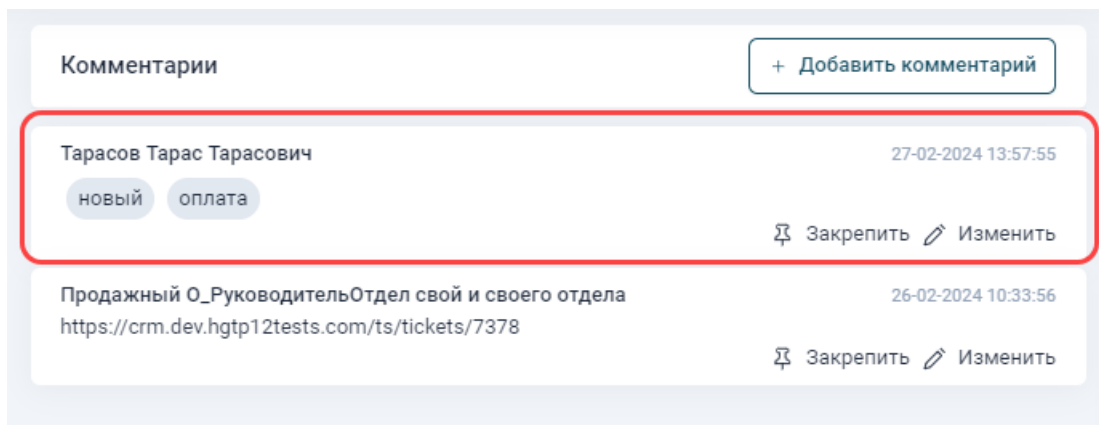 Комментарии
+ Добавить комментарий
Тарасов Тарас Тарасович 27-02-2024 13:57:55
новый оплата
Закрепить Изменить
Продажный О_РуководительОтдел свой и своего отдела 26-02-2024 10:33:56
https://crm.dev.hgtp12tests.com/ts/tickets/7378
Закрепить Изменить